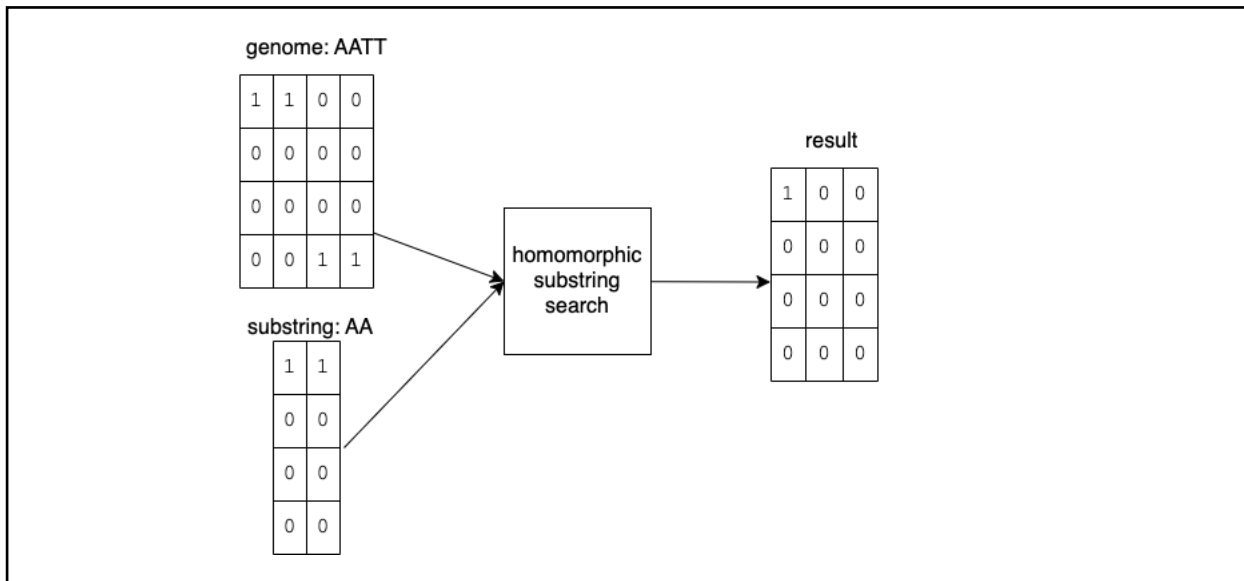 genome: AATT
1 1 0 0
0 0 0 0
0 0 0 0
0 0 1 1
substring: AA
1 1
0 0
0 0
0 0
homomorphic
substring
search
result
1 0 0
0 0 0
0 0 0
0 0 0